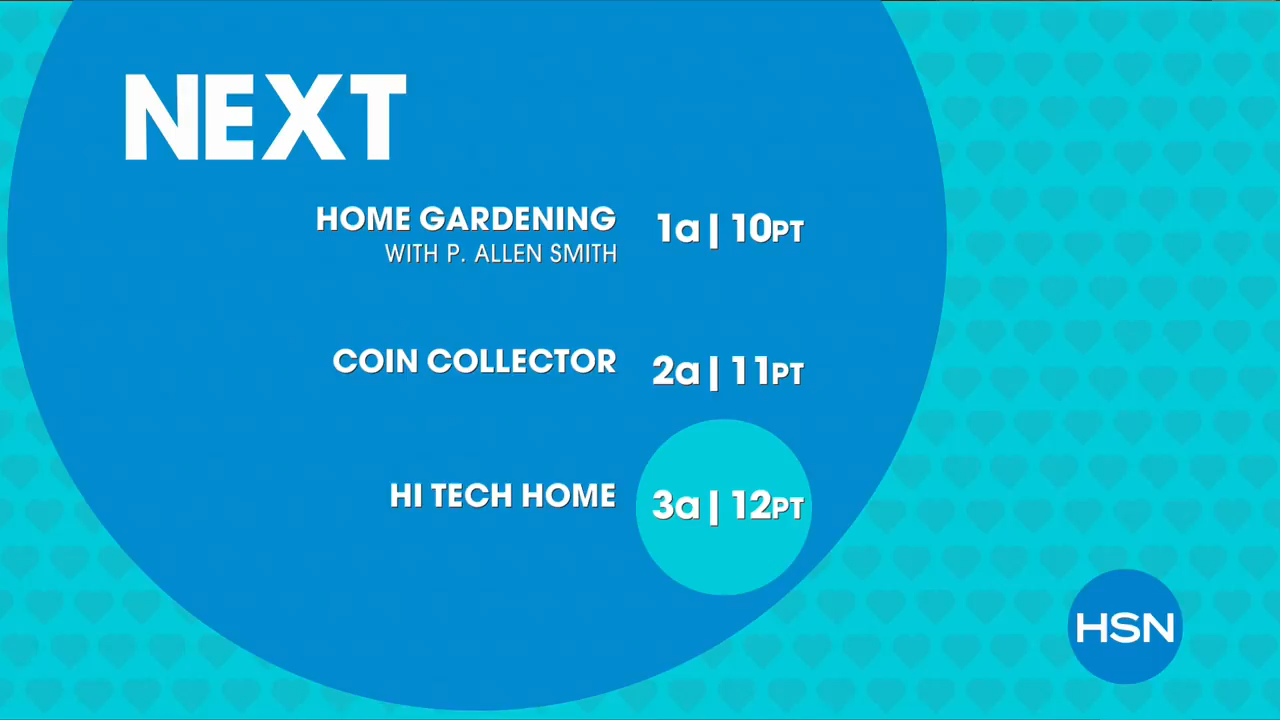 NEXT
HOME GARDENING 1a | 10PT
WITH P. ALLEN SMITH
COIN COLLECTOR 2a | 11PT
HI TECH HOME 3a | 12PT
HSN